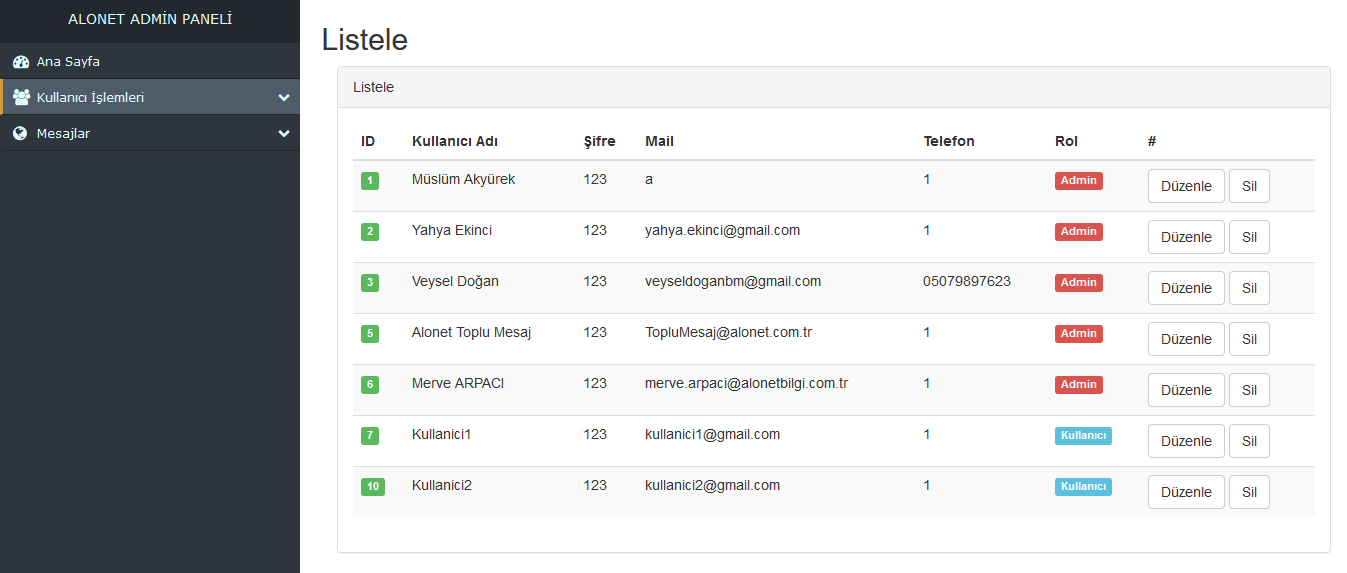 ALONET ADMİN PANELİ
Ana Sayfa
Kullanıcı İşlemleri
Mesajlar
Listele
Listele
ID Kullanıcı Adı Şifre Mail Telefon Rol #
1 Müslüm Akyürek 123 a 1 Admin Düzenle Sil
2 Yahya Ekinci 123 yahya.ekinci@gmail.com 1 Admin Düzenle Sil
3 Veysel Doğan 123 veyseldoganbm@gmail.com 05079897623 Admin Düzenle Sil
5 Alonet Toplu Mesaj 123 TopluMesaj@alonet.com.tr 1 Admin Düzenle Sil
6 Merve ARPACI 123 merve.arpaci@alonetbilgi.com.tr 1 Admin Düzenle Sil
7 Kullanici1 123 kullanici1@gmail.com 1 Kullanıcı Düzenle Sil
10 Kullanici2 123 kullanici2@gmail.com 1 Kullanıcı Düzenle Sil